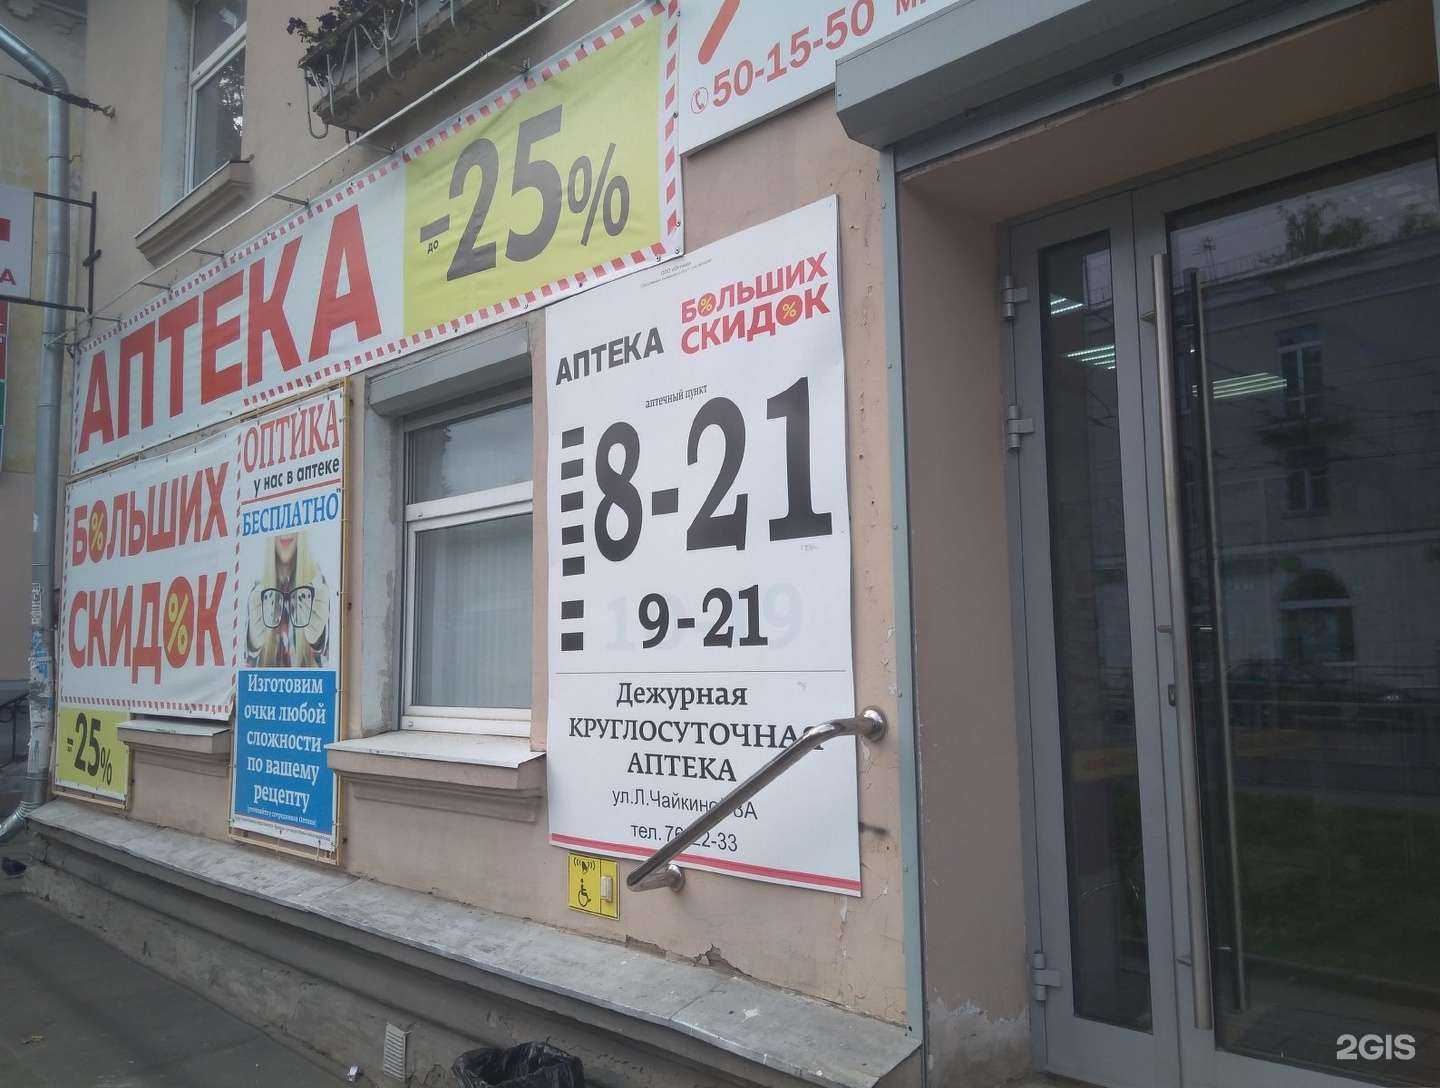 50-15-50
АПТЕКА
до
-25%
БОЛЬШИХ
СКИДОК
-25%
ОПТИКА
у нас в аптеке
БЕСПЛАТНО
Изготовим
очки любой
сложности
по вашему
рецепту
АПТЕКА
БОЛЬШИХ
СКИДОК
аптечный пункт
8-21
9-21
Дежурная
КРУГЛОСУТОЧНАЯ
АПТЕКА
ул.Л.Чайкиной
тел.
2GIS